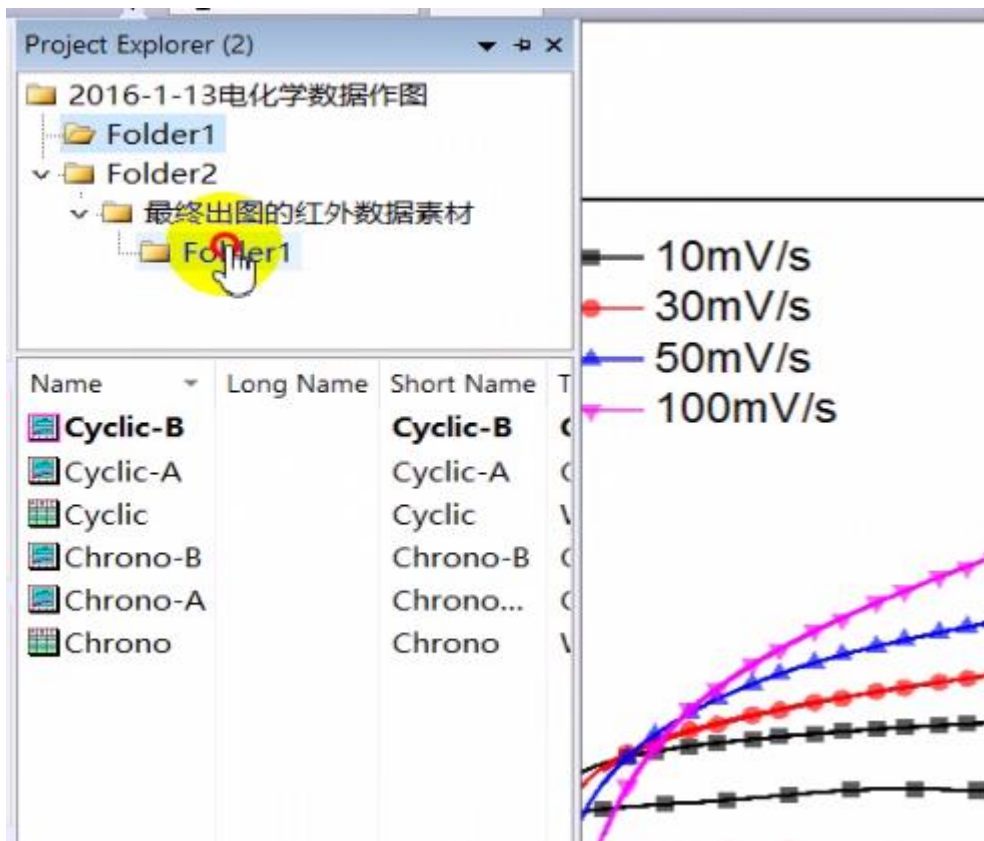 Project Explorer (2)
2016-1-13电化学数据作图
Folder1
Folder2
最终出图的红外数据素材
Folder1
Name Long Name Short Name T
Cyclic-B Cyclic-B
Cyclic-A Cyclic-A
Cyclic Cyclic
Chrono-B Chrono-B
Chrono-A Chrono...
Chrono Chrono
10mV/s
30mV/s
50mV/s
100mV/s